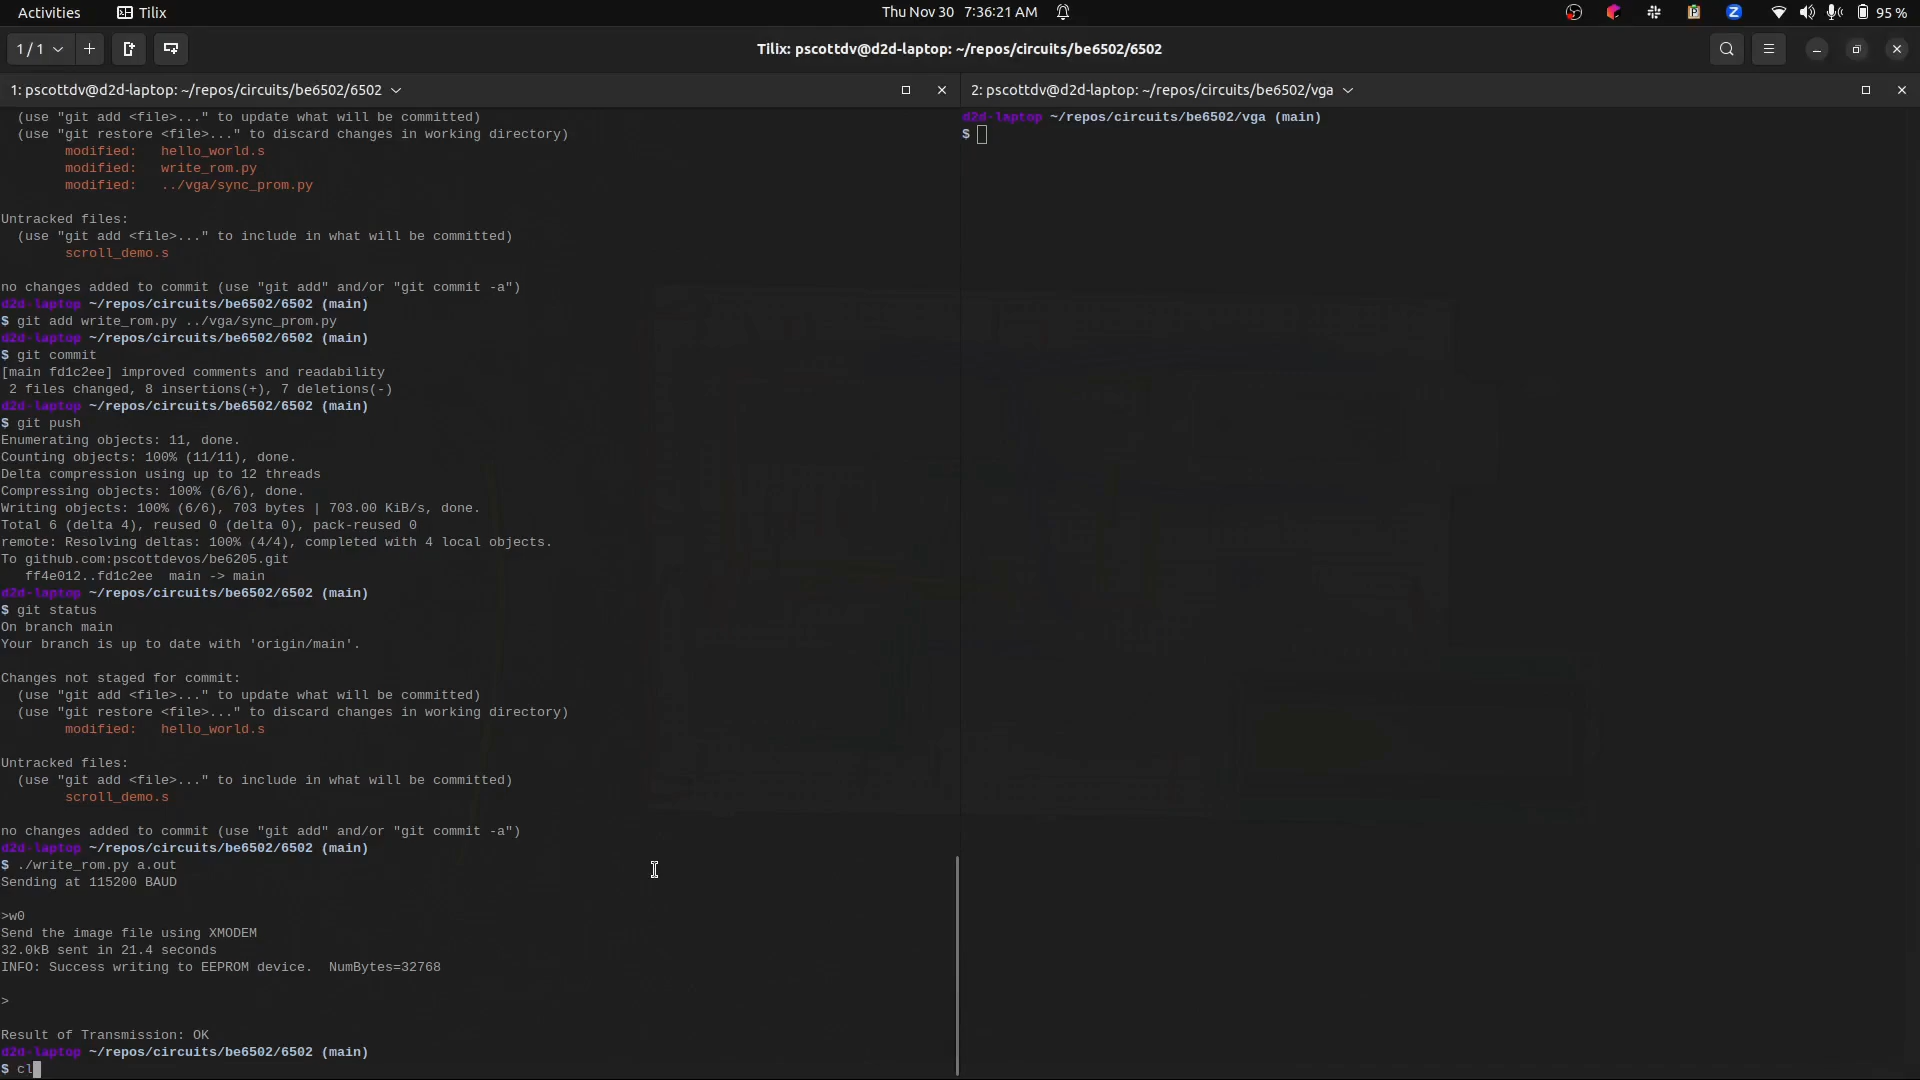 Activities Tilix Thu Nov 30 7:36:21 AM 95 %
1 / 1 Tilix: pscottdv@d2d-laptop: ~/repos/circuits/be6502/6502
1: pscottdv@d2d-laptop: ~/repos/circuits/be6502/6502
(use "git add <file>..." to update what will be committed)
(use "git restore <file>..." to discard changes in working directory)
modified: hello_world.s
modified: write_rom.py
modified: ../vga/sync_prom.py
Untracked files:
(use "git add <file>..." to include in what will be committed)
scroll_demo.s
no changes added to commit (use "git add" and/or "git commit -a")
d2d-laptop ~/repos/circuits/be6502/6502 (main)
$ git add write_rom.py ../vga/sync_prom.py
d2d-laptop ~/repos/circuits/be6502/6502 (main)
$ git commit
[main fd1c2ee] improved comments and readability
2 files changed, 8 insertions(+), 7 deletions(-)
d2d-laptop ~/repos/circuits/be6502/6502 (main)
$ git push
Enumerating objects: 11, done.
Counting objects: 100% (11/11), done.
Delta compression using up to 12 threads
Compressing objects: 100% (6/6), done.
Writing objects: 100% (6/6), 703 bytes | 703.00 KiB/s, done.
Total 6 (delta 4), reused 0 (delta 0), pack-reused 0
remote: Resolving deltas: 100% (4/4), completed with 4 local objects.
To github.com:pscottdevos/be6205.git
ff4e012..fd1c2ee main -> main
d2d-laptop ~/repos/circuits/be6502/6502 (main)
$ git status
On branch main
Your branch is up to date with 'origin/main'.
Changes not staged for commit:
(use "git add <file>..." to update what will be committed)
(use "git restore <file>..." to discard changes in working directory)
modified: hello_world.s
Untracked files:
(use "git add <file>..." to include in what will be committed)
scroll_demo.s
no changes added to commit (use "git add" and/or "git commit -a")
d2d-laptop ~/repos/circuits/be6502/6502 (main)
$ ./write_rom.py a.out
Sending at 115200 BAUD
>w0
Send the image file using XMODEM
32.0kB sent in 21.4 seconds
INFO: Success writing to EEPROM device. NumBytes=32768
>
Result of Transmission: OK
d2d-laptop ~/repos/circuits/be6502/6502 (main)
$ cl
2: pscottdv@d2d-laptop: ~/repos/circuits/be6502/vga
d2d-laptop ~/repos/circuits/be6502/vga (main)
$